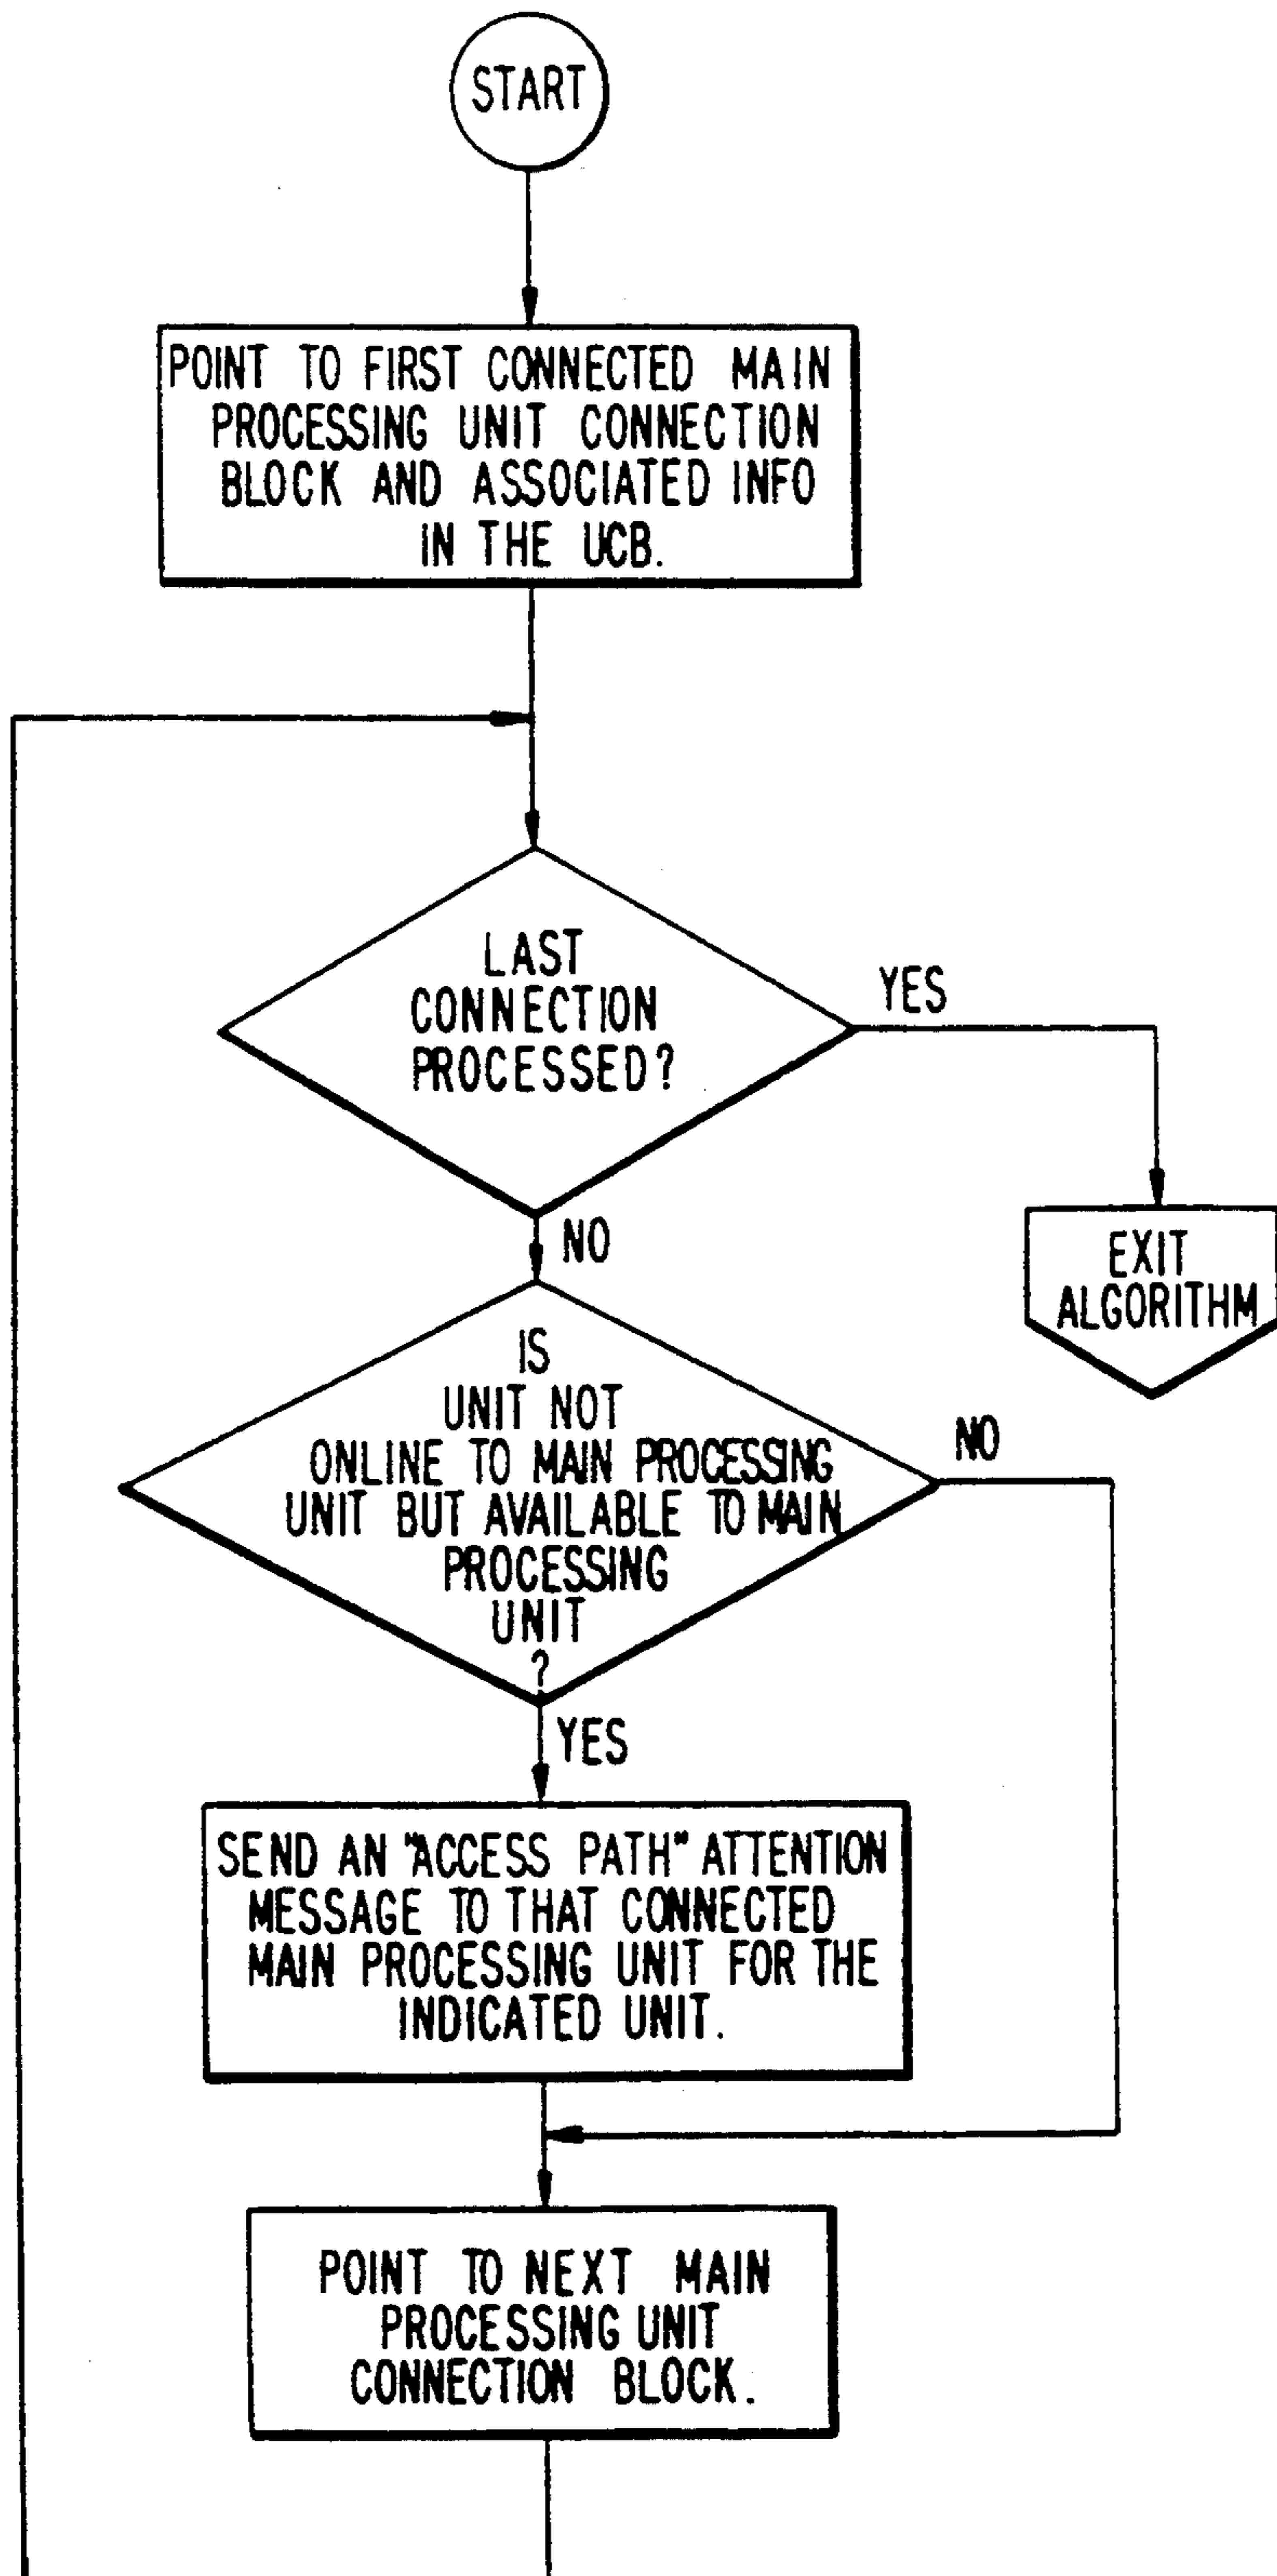 START
POINT TO FIRST CONNECTED MAIN
PROCESSING UNIT CONNECTION
BLOCK AND ASSOCIATED INFO
IN THE UCB.
LAST
CONNECTION
PROCESSED?
YES
NO
EXIT
ALGORITHM
IS
UNIT NOT
ONLINE TO MAIN PROCESSING
UNIT BUT AVAILABLE TO MAIN
PROCESSING
UNIT
?
NO
YES
SEND AN "ACCESS PATH" ATTENTION
MESSAGE TO THAT CONNECTED
MAIN PROCESSING UNIT FOR THE
INDICATED UNIT.
POINT TO NEXT MAIN
PROCESSING UNIT
CONNECTION BLOCK.